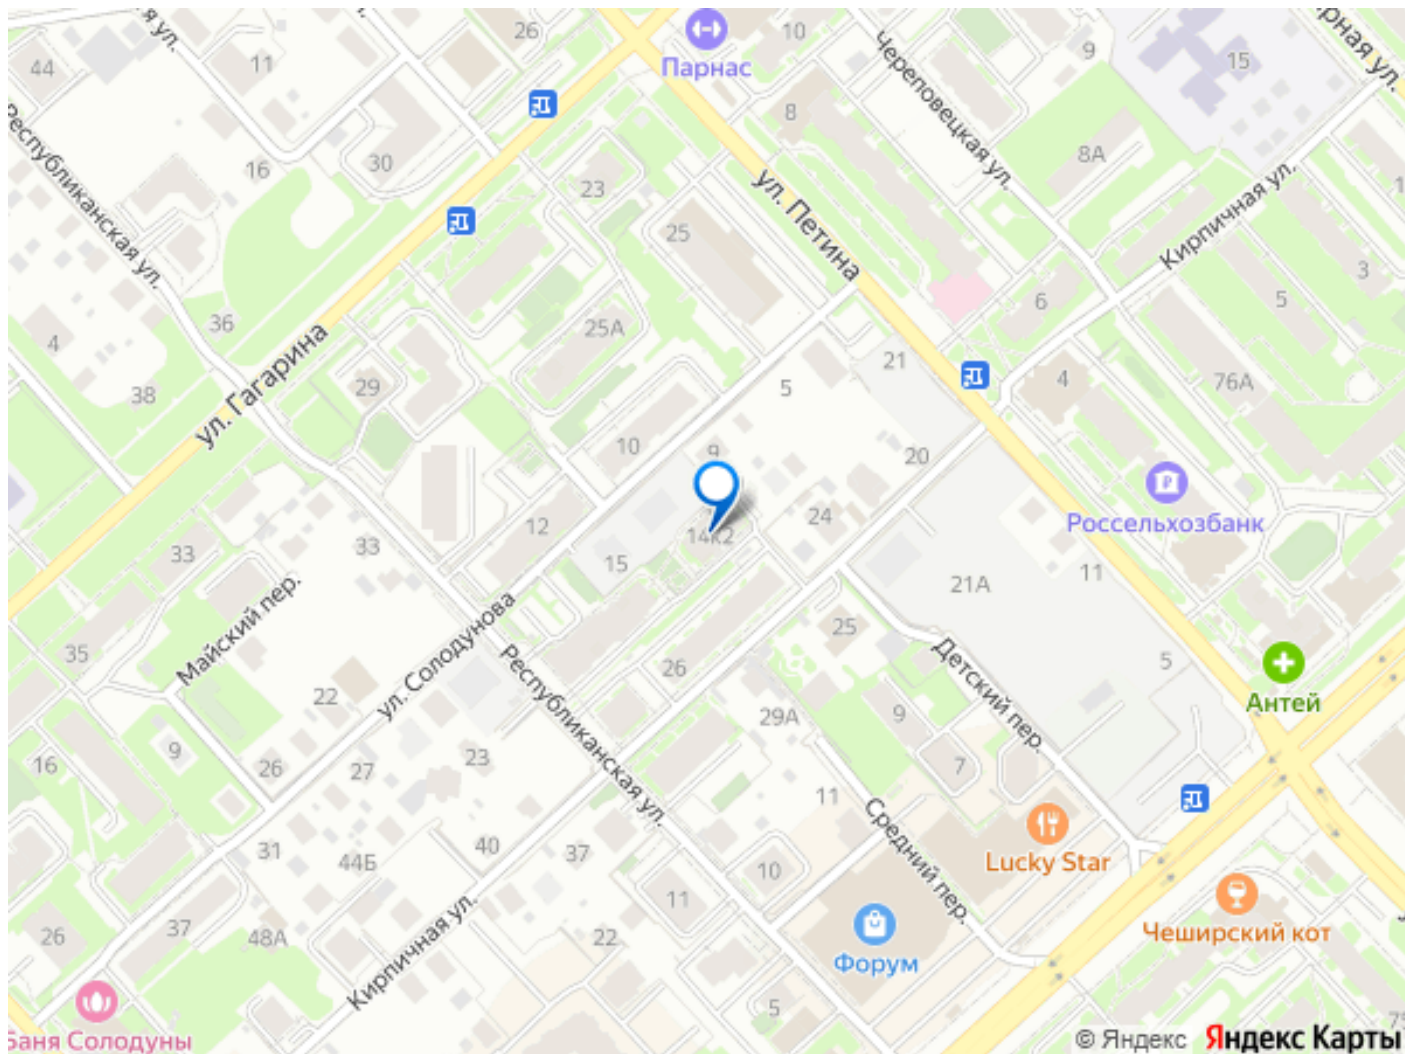 26
10
9
15
44
11
Парнас
8
Череповецкая ул.
8А
30
16
23
ул. Петина
Кирпичная ул.
Республиканская ул.
25
3
5
6
36
4
25А
21
ул. Гагарина
29
38
5
4
76А
10
9
20
Россельхозбанк
12
14к2
24
33
33
15
11
21А
Майский пер.
ул. Солодунова
25
Детский пер.
35
26
5
Антей
Республиканская ул.
22
29А
9
9
23
7
16
26
27
11
Средний пер.
Lucky Star
31
44Б
40
37
10
Кирпичная ул.
11
37
48А
26
22
Форум
Чеширский кот
5
Баня Солодуны
© Яндекс Яндекс Карты